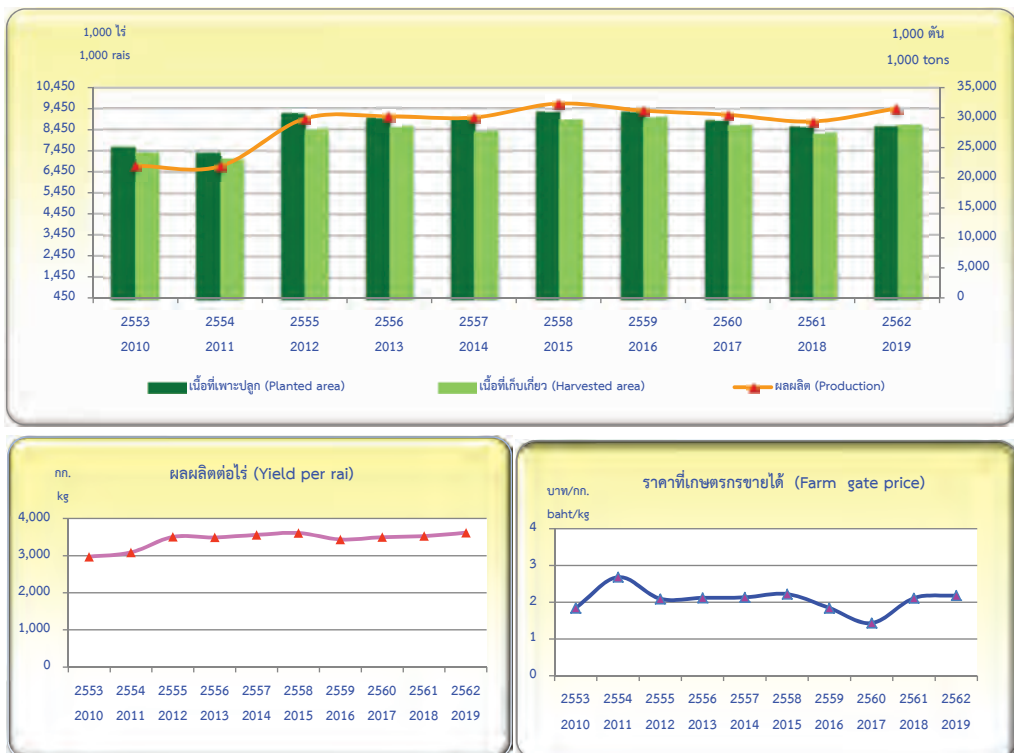 1,000 ไร่
1,000 rais
1,000 ตัน
1,000 tons
10,450
9,450
8,450
7,450
6,450
5,450
4,450
3,450
2,450
1,450
450
35,000
30,000
25,000
20,000
15,000
10,000
5,000
0
2553 2554 2555 2556 2557 2558 2559 2560 2561 2562
2010 2011 2012 2013 2014 2015 2016 2017 2018 2019
เนื้อที่เพาะปลูก (Planted area) เนื้อที่เก็บเกี่ยว (Harvested area) ผลผลิต (Production)
ผลผลิตต่อไร่ (Yield per rai)
กก.
kg
4,000
3,000
2,000
1,000
0
2553 2554 2555 2556 2557 2558 2559 2560 2561 2562
2010 2011 2012 2013 2014 2015 2016 2017 2018 2019
ราคาที่เกษตรกรขายได้ (Farm gate price)
บาท/กก.
baht/kg
4
3
2
1
0
2553 2554 2555 2556 2557 2558 2559 2560 2561 2562
2010 2011 2012 2013 2014 2015 2016 2017 2018 2019